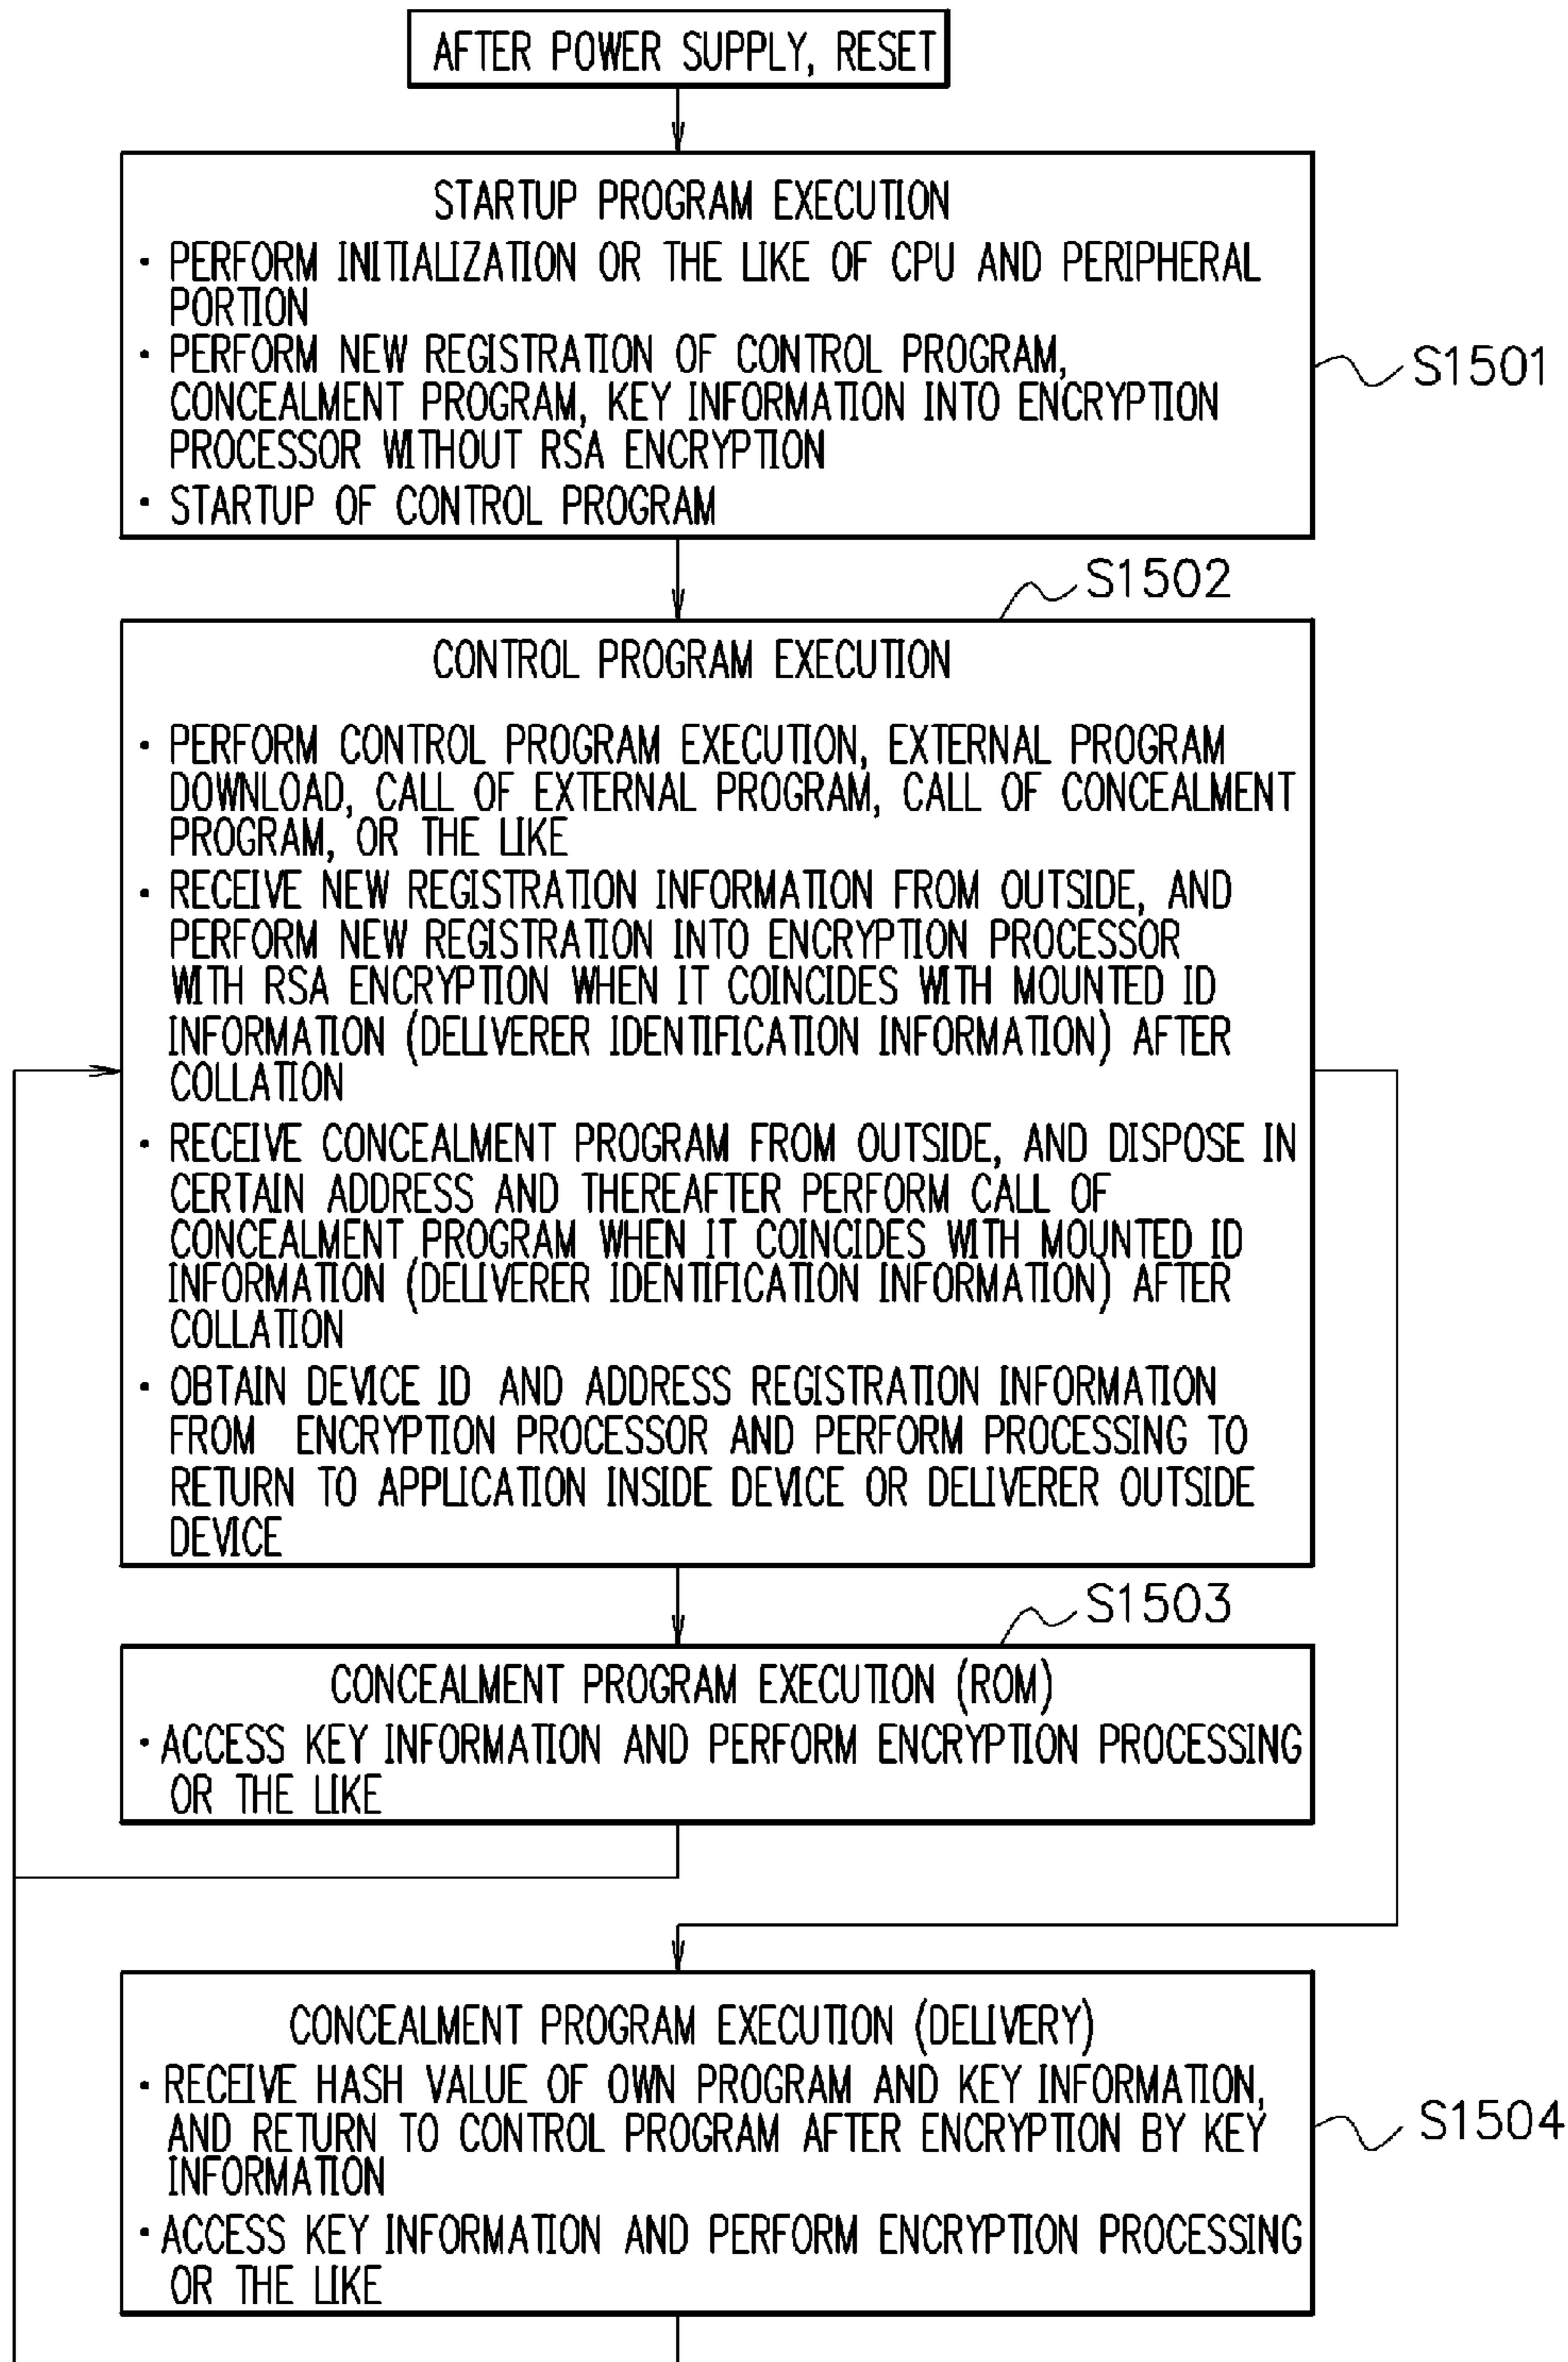 AFTER POWER SUPPLY, RESET
STARTUP PROGRAM EXECUTION
· PERFORM INITIALIZATION OR THE LIKE OF CPU AND PERIPHERAL
PORTION
· PERFORM NEW REGISTRATION OF CONTROL PROGRAM,
CONCEALMENT PROGRAM, KEY INFORMATION INTO ENCRYPTION
PROCESSOR WITHOUT RSA ENCRYPTION
· STARTUP OF CONTROL PROGRAM
S1501
S1502
CONTROL PROGRAM EXECUTION
· PERFORM CONTROL PROGRAM EXECUTION, EXTERNAL PROGRAM
DOWNLOAD, CALL OF EXTERNAL PROGRAM, CALL OF CONCEALMENT
PROGRAM, OR THE LIKE
· RECEIVE NEW REGISTRATION INFORMATION FROM OUTSIDE, AND
PERFORM NEW REGISTRATION INTO ENCRYPTION PROCESSOR
WITH RSA ENCRYPTION WHEN IT COINCIDES WITH MOUNTED ID
INFORMATION (DELIVERER IDENTIFICATION INFORMATION) AFTER
COLLATION
· RECEIVE CONCEALMENT PROGRAM FROM OUTSIDE, AND DISPOSE IN
CERTAIN ADDRESS AND THEREAFTER PERFORM CALL OF
CONCEALMENT PROGRAM WHEN IT COINCIDES WITH MOUNTED ID
INFORMATION (DELIVERER IDENTIFICATION INFORMATION) AFTER
COLLATION
· OBTAIN DEVICE ID AND ADDRESS REGISTRATION INFORMATION
FROM ENCRYPTION PROCESSOR AND PERFORM PROCESSING TO
RETURN TO APPLICATION INSIDE DEVICE OR DELIVERER OUTSIDE
DEVICE
S1503
CONCEALMENT PROGRAM EXECUTION (ROM)
· ACCESS KEY INFORMATION AND PERFORM ENCRYPTION PROCESSING
OR THE LIKE
CONCEALMENT PROGRAM EXECUTION (DELIVERY)
· RECEIVE HASH VALUE OF OWN PROGRAM AND KEY INFORMATION,
AND RETURN TO CONTROL PROGRAM AFTER ENCRYPTION BY KEY
INFORMATION
· ACCESS KEY INFORMATION AND PERFORM ENCRYPTION PROCESSING
OR THE LIKE
S1504